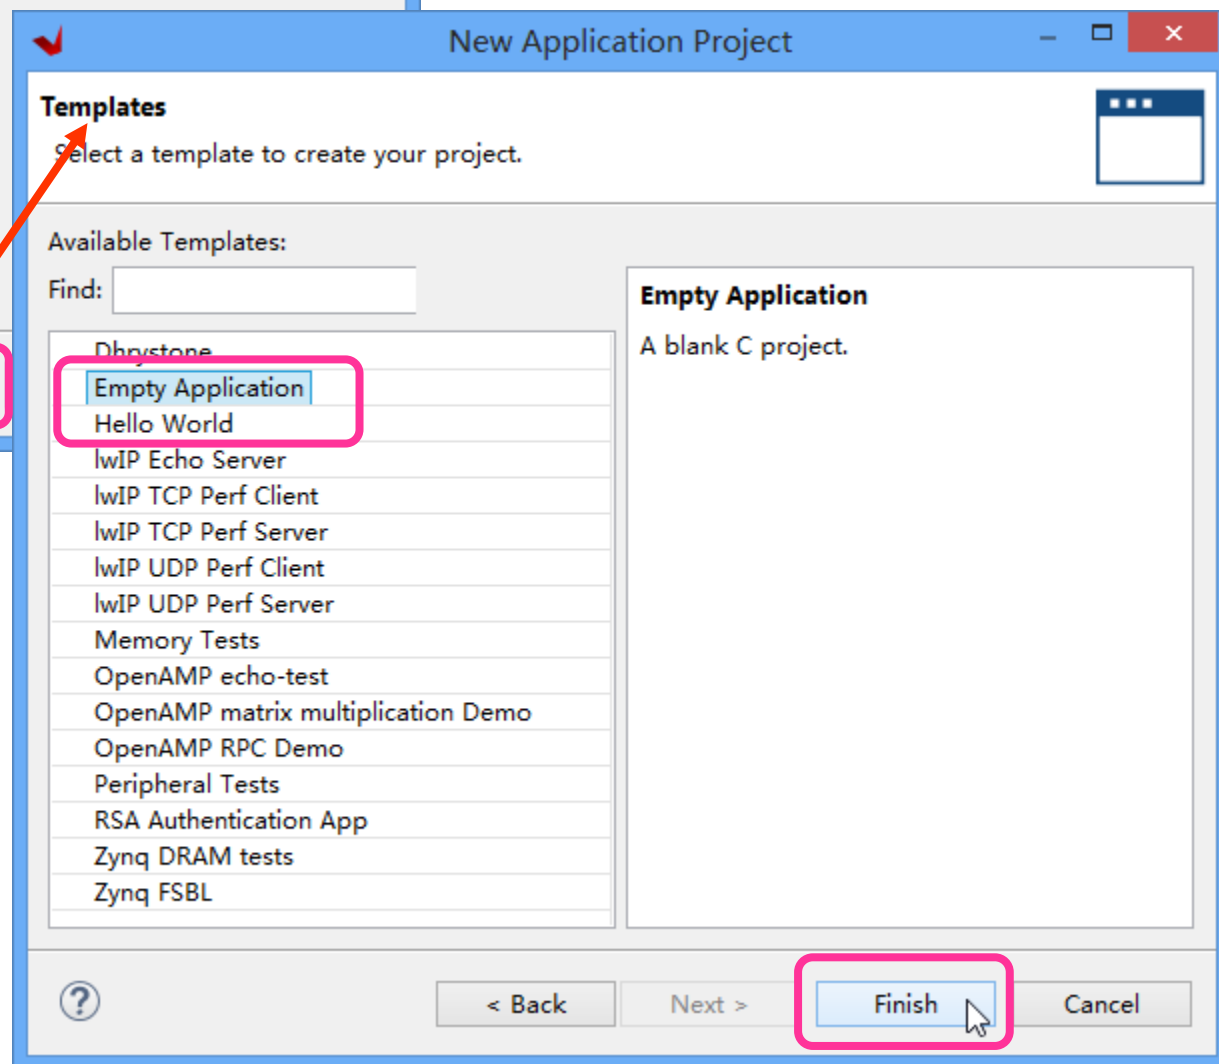 New Application Project
Templates
Select a template to create your project.
Available Templates:
Find:
Dhrystone
Empty Application
Hello World
lwIP Echo Server
lwIP TCP Perf Client
lwIP TCP Perf Server
lwIP UDP Perf Client
lwIP UDP Perf Server
Memory Tests
OpenAMP echo-test
OpenAMP matrix multiplication Demo
OpenAMP RPC Demo
Peripheral Tests
RSA Authentication App
Zynq DRAM tests
Zynq FSBL
Empty Application
A blank C project.
?
< Back
Next >
Finish
Cancel